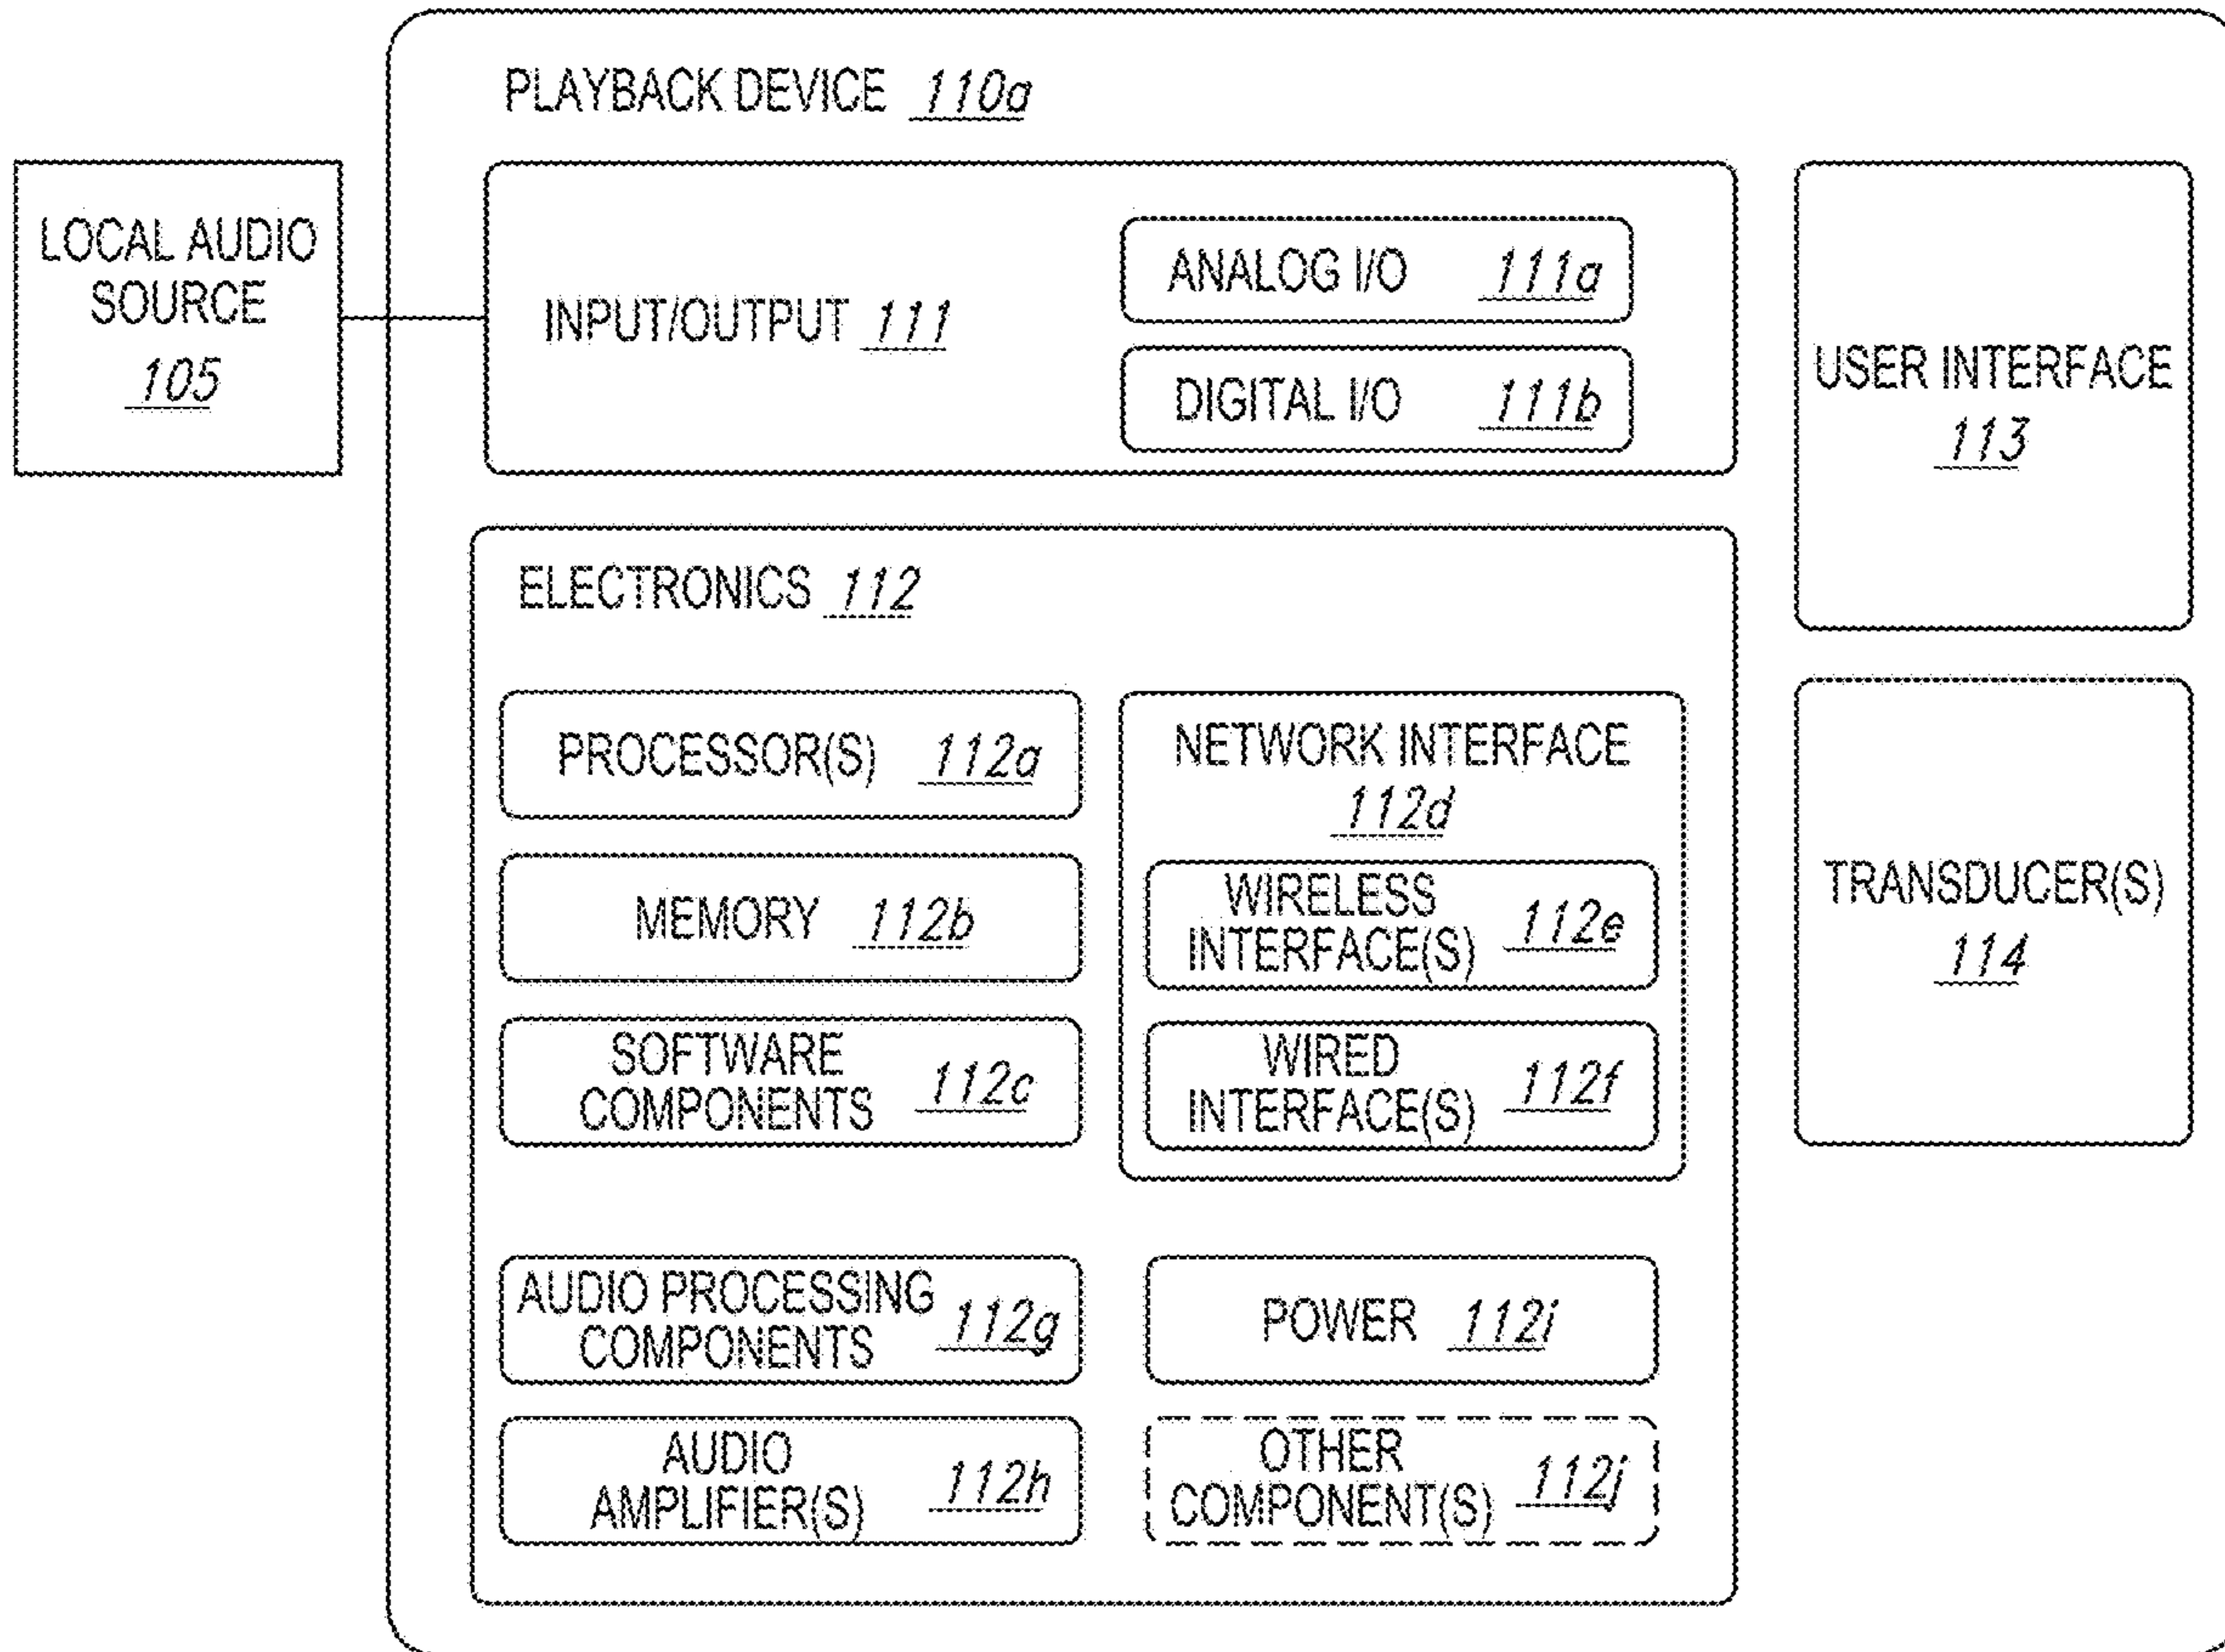 PLAYBACK DEVICE 110a
LOCAL AUDIO
SOURCE
105
INPUT/OUTPUT 111
ANALOG I/O 111a
DIGITAL I/O 111b
USER INTERFACE
113
ELECTRONICS 112
PROCESSOR(S) 112a
MEMORY 112b
SOFTWARE
COMPONENTS 112c
NETWORK INTERFACE
112d
WIRELESS
INTERFACE(S) 112e
WIRED
INTERFACE(S) 112f
TRANSDUCER(S)
114
AUDIO PROCESSING
COMPONENTS 112g
POWER 112i
AUDIO
AMPLIFIER(S) 112h
OTHER
COMPONENT(S) 112j